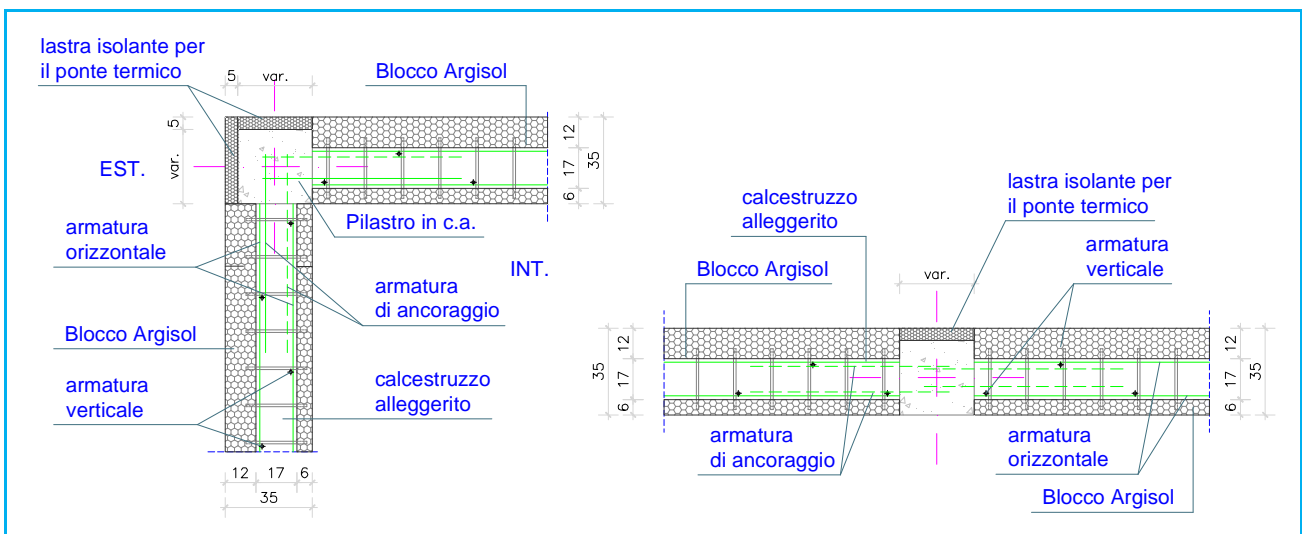 lastra isolante per
il ponte termico
5
var.
Blocco Argisol
5
var.
EST.
12
17
6
35
Pilastro in c.a.
armatura
orizzontale
INT.
armatura
di ancoraggio
Blocco Argisol
armatura
verticale
calcestruzzo
alleggerito
12
17
6
35
lastra isolante per
il ponte termico
calcestruzzo
alleggerito
armatura
verticale
Blocco Argisol
var.
35
12
17
6
12
17
6
35
armatura
di ancoraggio
armatura
orizzontale
Blocco Argisol